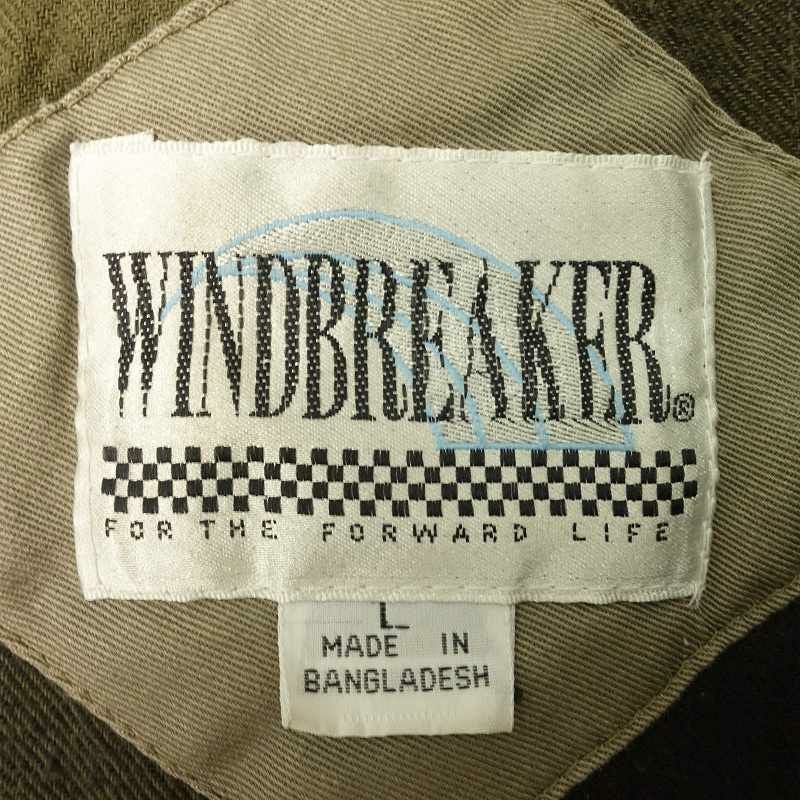 WINDBREAKER®
FOR THE FORWARD LIFE
L
MADE IN
BANGLADESH